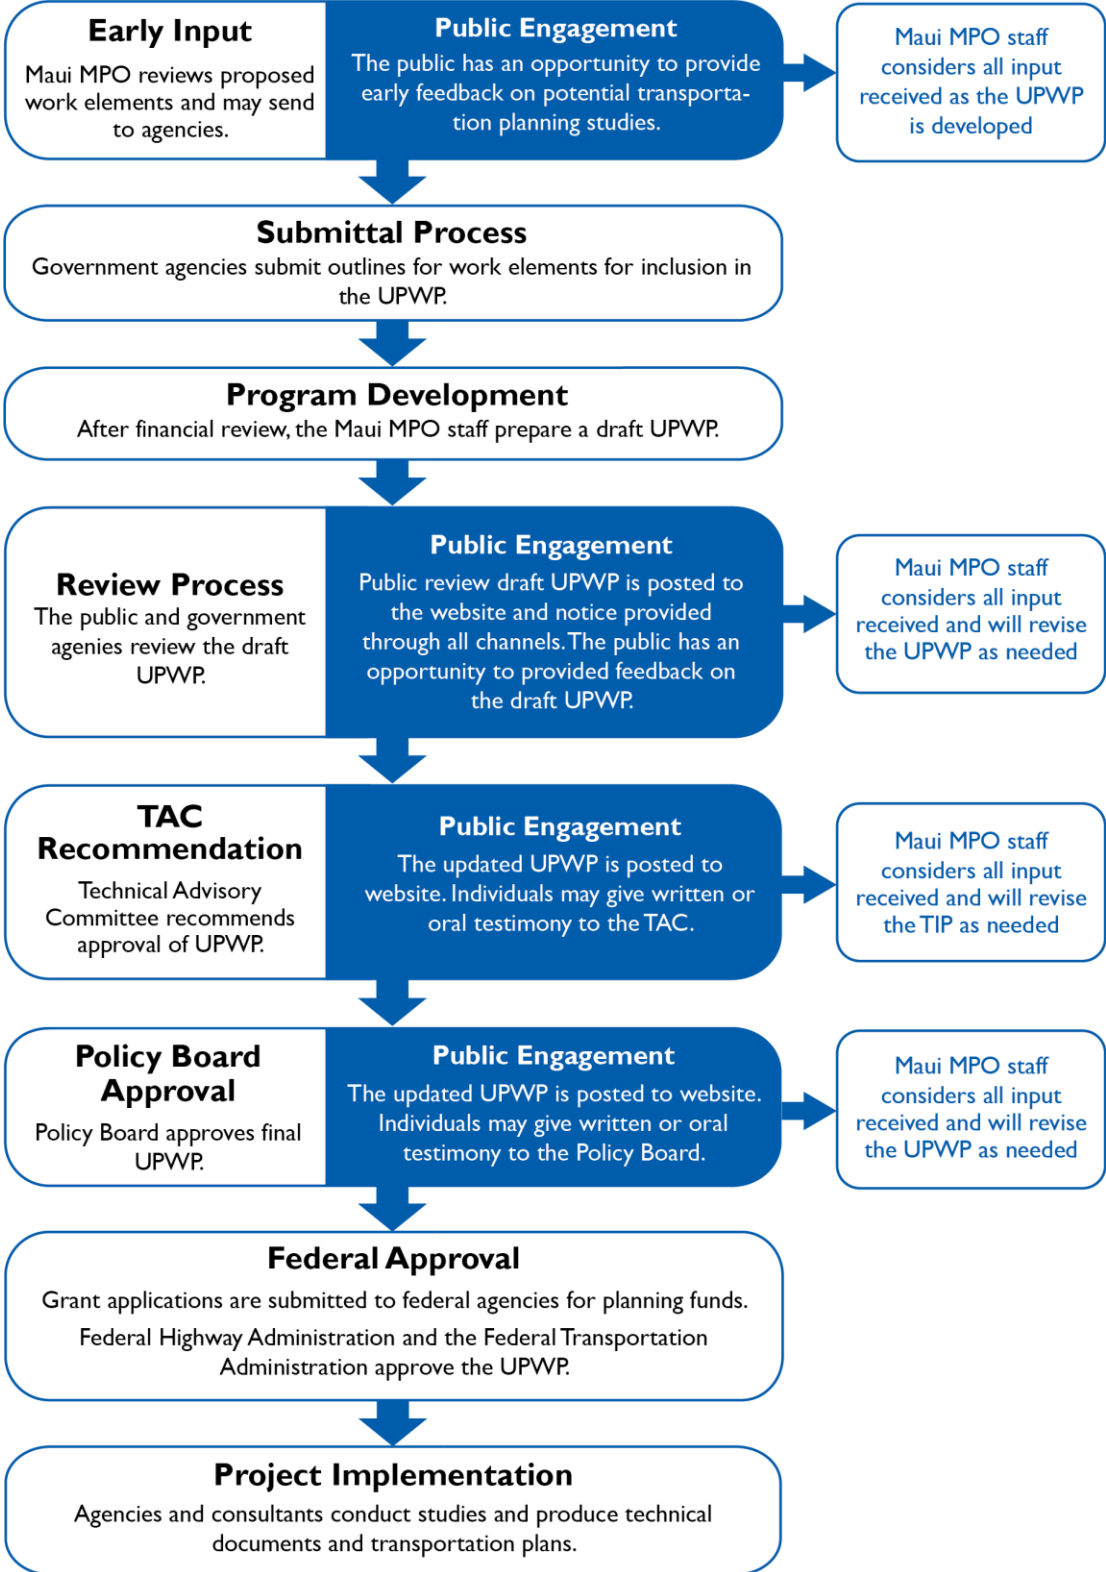 Early Input
Maui MPO reviews proposed
work elements and may send
to agencies.
Public Engagement
The public has an opportunity to provide
early feedback on potential transporta-
tion planning studies.
Maui MPO staff
considers all input
received as the UPWP
is developed
Submittal Process
Government agencies submit outlines for work elements for inclusion in
the UPWP.
Program Development
After financial review, the Maui MPO staff prepare a draft UPWP.
Review Process
The public and government
agenies review the draft
UPWP.
Public Engagement
Public review draft UPWP is posted to
the website and notice provided
through all channels. The public has an
opportunity to provided feedback on
the draft UPWP.
Maui MPO staff
considers all input
received and will revise
the UPWP as needed
TAC
Recommendation
Technical Advisory
Committee recommends
approval of UPWP.
Public Engagement
The updated UPWP is posted to
website. Individuals may give written or
oral testimony to the TAC.
Maui MPO staff
considers all input
received and will revise
the TIP as needed
Policy Board
Approval
Policy Board approves final
UPWP.
Public Engagement
The updated UPWP is posted to website.
Individuals may give written or oral
testimony to the Policy Board.
Maui MPO staff
considers all input
received and will revise
the UPWP as needed
Federal Approval
Grant applications are submitted to federal agencies for planning funds.
Federal Highway Administration and the Federal Transportation
Administration approve the UPWP.
Project Implementation
Agencies and consultants conduct studies and produce technical
documents and transportation plans.